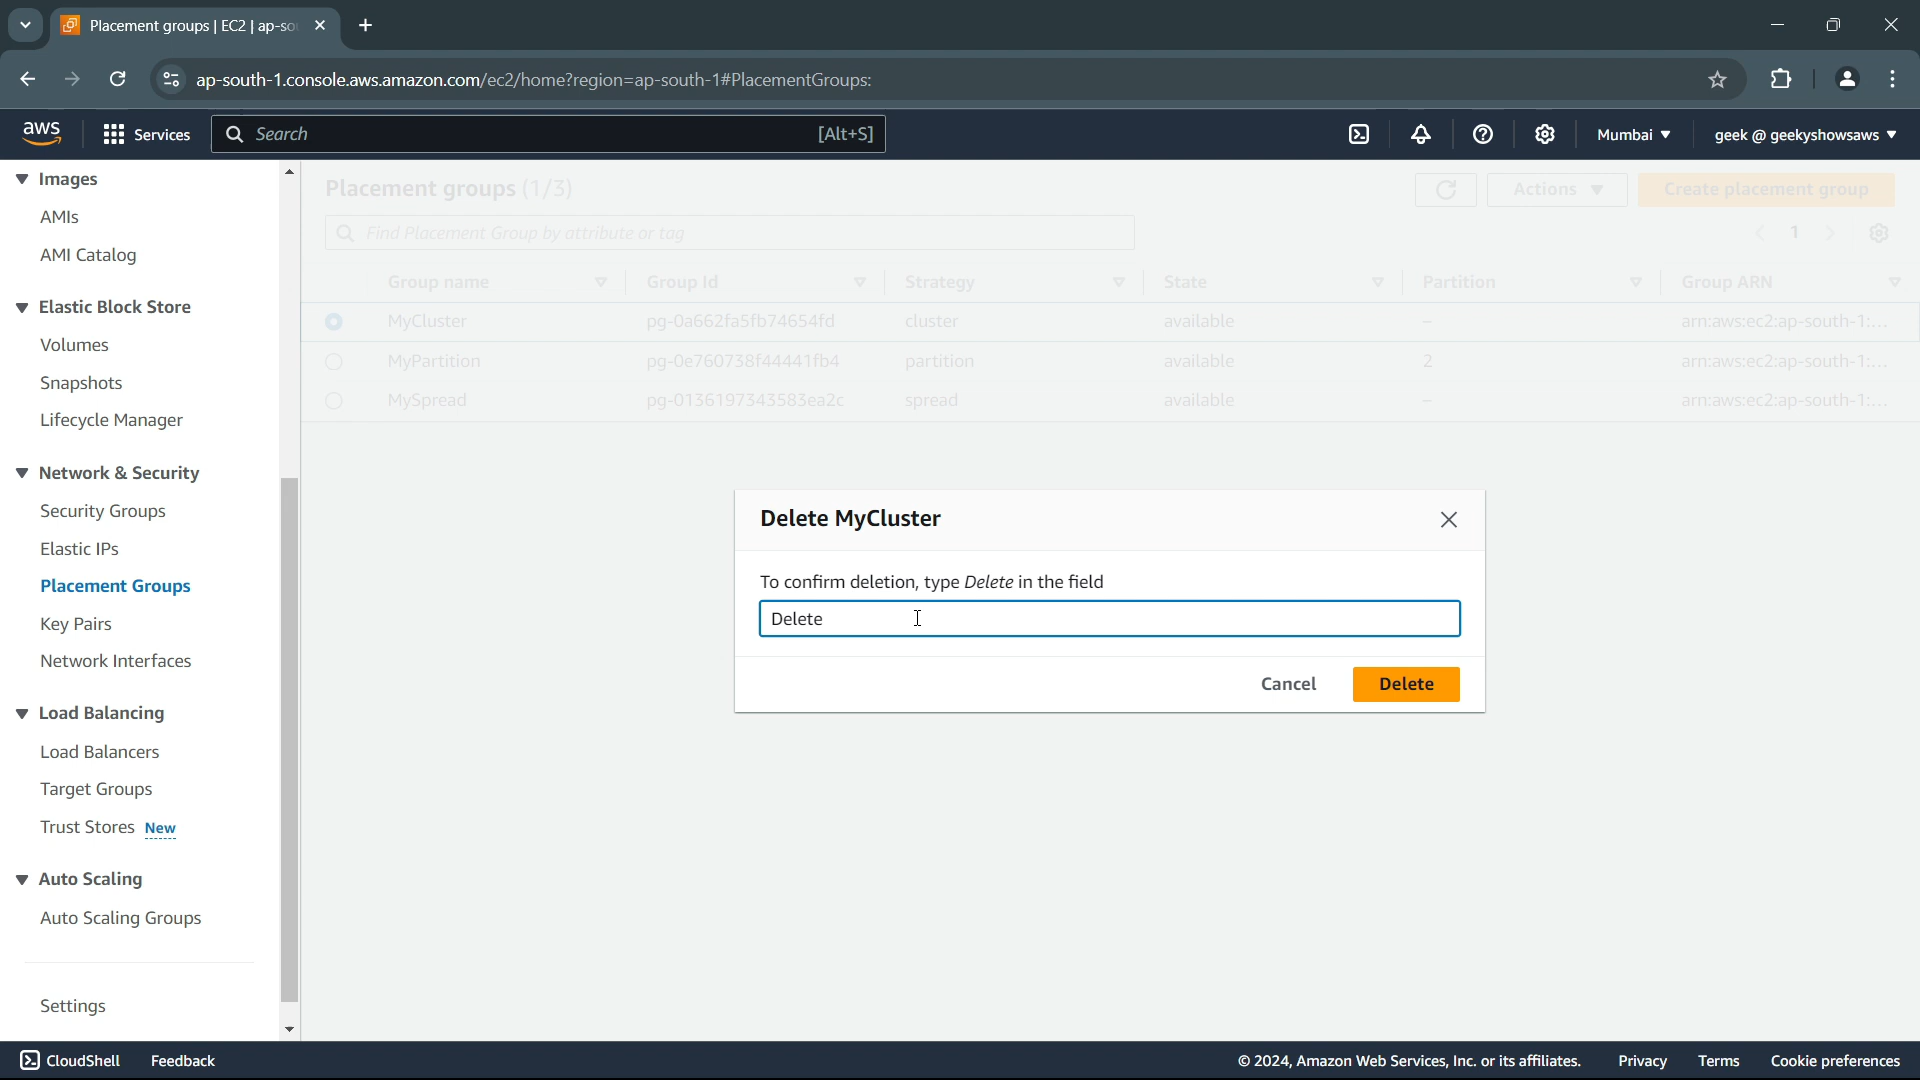 Placement groups | EC2 | ap-so
ap-south-1.console.aws.amazon.com/ec2/home?region=ap-south-1#PlacementGroups:
aws
Services
Search
[Alt+S]
Mumbai
geek @ geekyshowsaws
Images
AMIs
AMI Catalog
Elastic Block Store
Volumes
Snapshots
Lifecycle Manager
Network & Security
Security Groups
Elastic IPs
Placement Groups
Key Pairs
Network Interfaces
Load Balancing
Load Balancers
Target Groups
Trust Stores New
Auto Scaling
Auto Scaling Groups
Settings
Placement groups (1/3)
Actions
Create placement group
Find Placement Group by attribute or tag
1
Group name Group Id Strategy State Partition Group ARN
MyCluster pg-0a662fa5fb74654fd cluster available – arn:aws:ec2:ap-south-1:...
MyPartition pg-0e760738f44441fb4 partition available 2 arn:aws:ec2:ap-south-1:...
MySpread pg-0136197343583ea2c spread available – arn:aws:ec2:ap-south-1:...
Delete MyCluster
To confirm deletion, type Delete in the field
Delete
Cancel
Delete
CloudShell
Feedback
© 2024, Amazon Web Services, Inc. or its affiliates.
Privacy
Terms
Cookie preferences